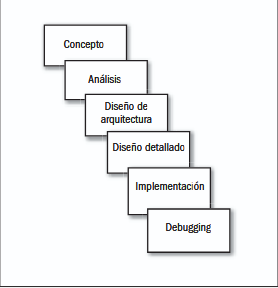 Concepto
Análisis
Diseño de
arquitectura
Diseño detallado
Implementación
Debugging